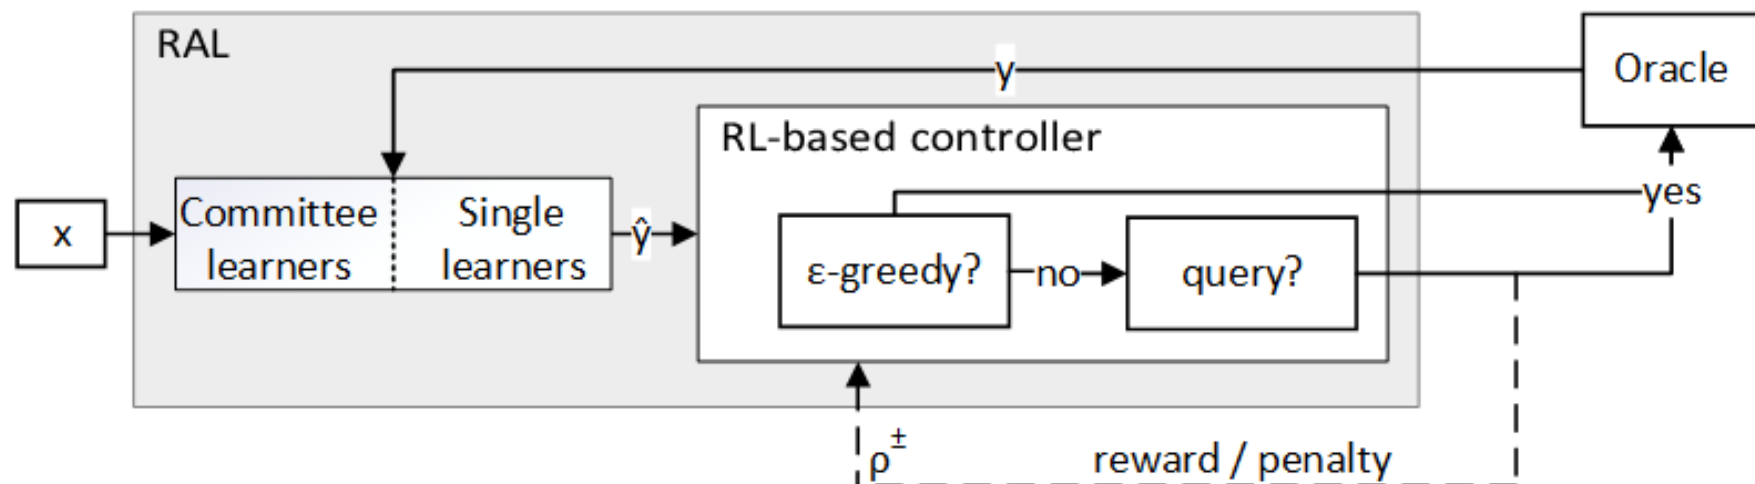 RAL
y
Oracle
RL-based controller
yes
x
Committee
learners
Single
learners
ŷ
ε-greedy?
no
query?
ρ±
reward / penalty